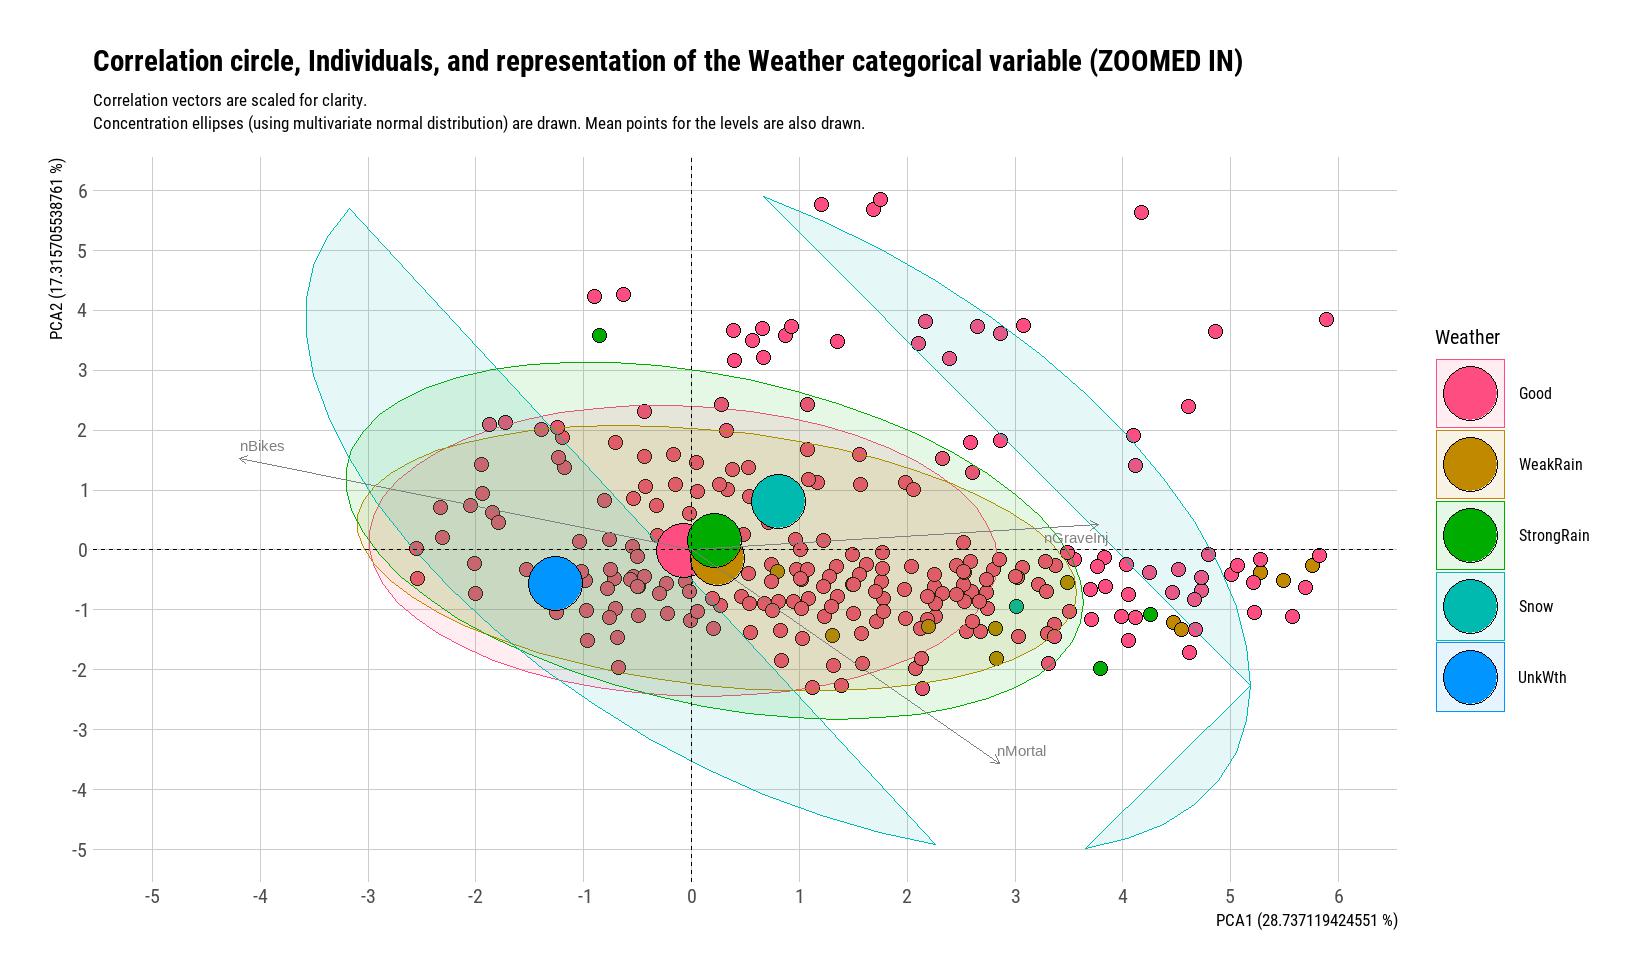 Correlation circle, Individuals, and representation of the Weather categorical variable (ZOOMED IN)
Correlation vectors are scaled for clarity.
Concentration ellipses (using multivariate normal distribution) are drawn. Mean points for the levels are also drawn.
PCA2 (17.315705538761 %)
6
5
4
3
2
1
0
-1
-2
-3
-4
-5
nBikes
nGraveInj
nMortal
-5 -4 -3 -2 -1 0 1 2 3 4 5 6
PCA1 (28.737119424551 %)
Weather
Good
WeakRain
StrongRain
Snow
UnkWth